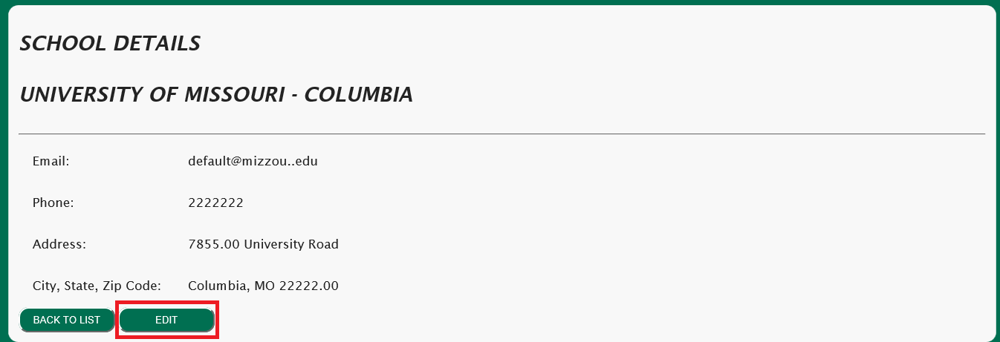 SCHOOL DETAILS
UNIVERSITY OF MISSOURI - COLUMBIA
Email: default@mizzou..edu
Phone: 2222222
Address: 7855.00 University Road
City, State, Zip Code: Columbia, MO 22222.00
BACK TO LIST EDIT